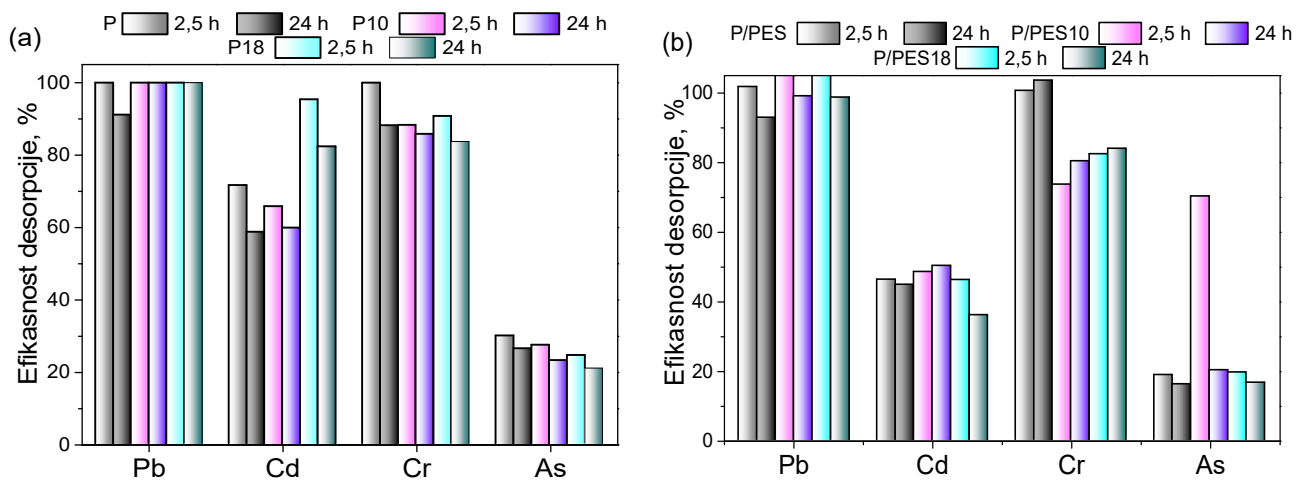 (a)
P 2,5 h 24 h P10 2,5 h 24 h
P18 2,5 h 24 h
Efikasnost desorpcije, %
100
80
60
40
20
0
Pb Cd Cr As
(b)
P/PES 2,5 h 24 h P/PES10 2,5 h 24 h
P/PES18 2,5 h 24 h
Efikasnost desorpcije, %
100
80
60
40
20
0
Pb Cd Cr As